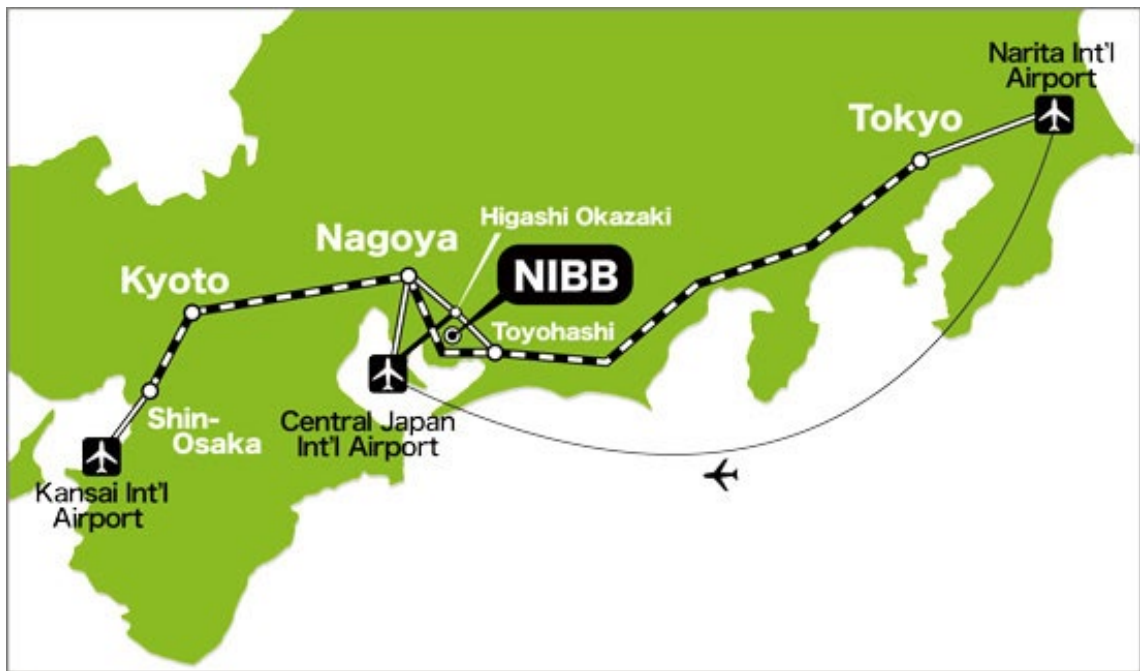 Narita Int'l
Airport
Tokyo
Higashi Okazaki
Nagoya
NIBB
Kyoto
Toyohashi
Shin-
Osaka
Central Japan
Int'l Airport
Kansai Int'l
Airport